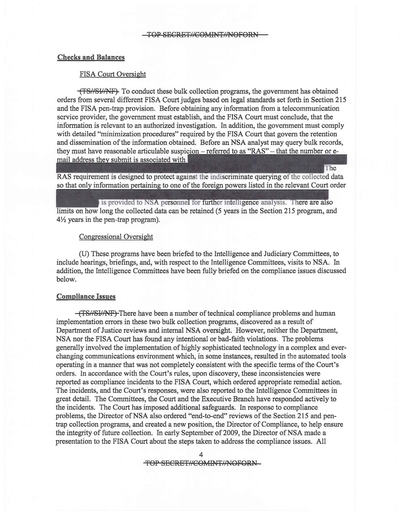 TOP SECRET//COMINT//NOFORN
Checks and Balances
FISA Court Oversight
(TS//SI//NF) To conduct these bulk collection programs, the government has obtained
orders from several different FISA Court judges based on legal standards set forth in Section 215
and the FISA pen-trap provision. Before obtaining any information from a telecommunication
service provider, the government must establish, and the FISA Court must conclude, that the
information is relevant to an authorized investigation. In addition, the government must comply
with detailed "minimization procedures" required by the FISA Court that govern the retention
and dissemination of the information obtained. Before an NSA analyst may query bulk records,
they must have reasonable articulable suspicion – referred to as "RAS" – that the number or e-
mail address they submit is associated with
The
RAS requirement is designed to protect against the indiscriminate querying of the collected data
so that only information pertaining to one of the foreign powers listed in the relevant Court order
is provided to NSA personnel for further intelligence analysis. There are also
limits on how long the collected data can be retained (5 years in the Section 215 program, and
4½ years in the pen-trap program).
Congressional Oversight
(U) These programs have been briefed to the Intelligence and Judiciary Committees, to
include hearings, briefings, and, with respect to the Intelligence Committees, visits to NSA. In
addition, the Intelligence Committees have been fully briefed on the compliance issues discussed
below.
Compliance Issues
(TS//SI//NF) There have been a number of technical compliance problems and human
implementation errors in these two bulk collection programs, discovered as a result of
Department of Justice reviews and internal NSA oversight. However, neither the Department,
NSA nor the FISA Court has found any intentional or bad-faith violations. The problems
generally involved the implementation of highly sophisticated technology in a complex and ever-
changing communications environment which, in some instances, resulted in the automated tools
operating in a manner that was not completely consistent with the specific terms of the Court's
orders. In accordance with the Court's rules, upon discovery, these inconsistencies were
reported as compliance incidents to the FISA Court, which ordered appropriate remedial action.
The incidents, and the Court's responses, were also reported to the Intelligence Committees in
great detail. The Committees, the Court and the Executive Branch have responded actively to
the incidents. The Court has imposed additional safeguards. In response to compliance
problems, the Director of NSA also ordered "end-to-end" reviews of the Section 215 and pen-
trap collection programs, and created a new position, the Director of Compliance, to help ensure
the integrity of future collection. In early September of 2009, the Director of NSA made a
presentation to the FISA Court about the steps taken to address the compliance issues. All
4
TOP SECRET//COMINT//NOFORN